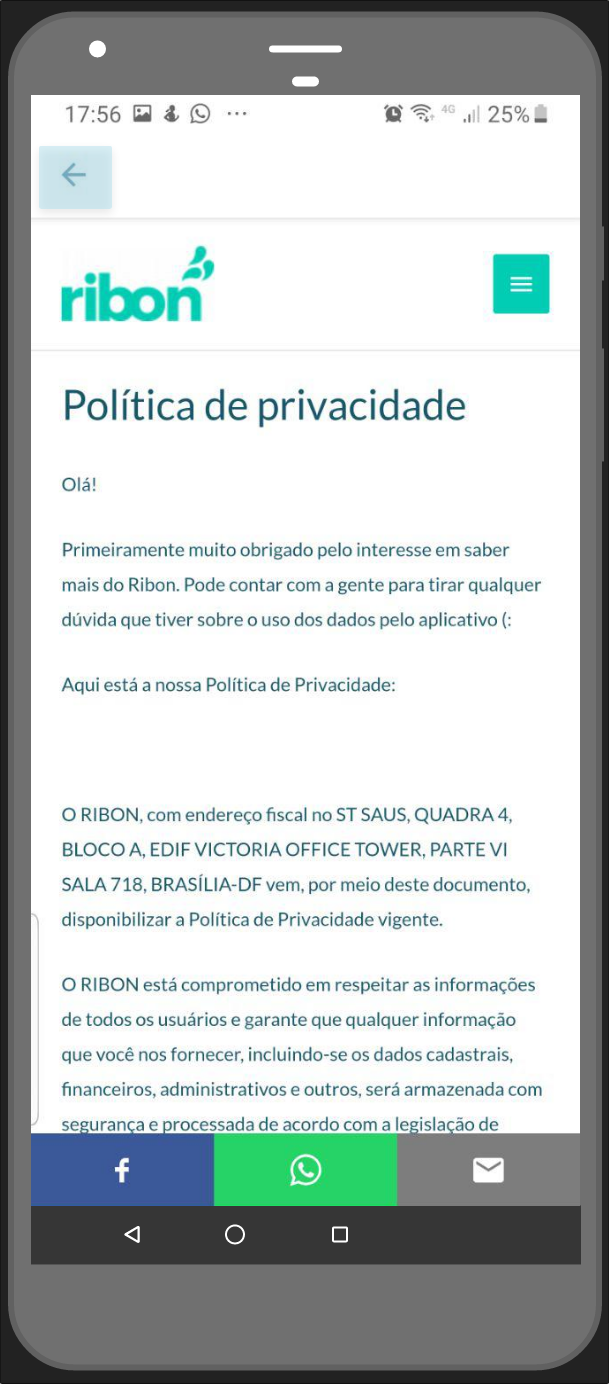 17:56 ... 4G 25%
ribon
Política de privacidade
Olá!
Primeiramente muito obrigado pelo interesse em saber
mais do Ribon. Pode contar com a gente para tirar qualquer
dúvida que tiver sobre o uso dos dados pelo aplicativo (:
Aqui está a nossa Política de Privacidade:
O RIBON, com endereço fiscal no ST SAUS, QUADRA 4,
BLOCO A, EDIF VICTORIA OFFICE TOWER, PARTE VI
SALA 718, BRASÍLIA-DF vem, por meio deste documento,
disponibilizar a Política de Privacidade vigente.
O RIBON está comprometido em respeitar as informações
de todos os usuários e garante que qualquer informação
que você nos fornecer, incluindo-se os dados cadastrais,
financeiros, administrativos e outros, será armazenada com
segurança e processada de acordo com a legislação de